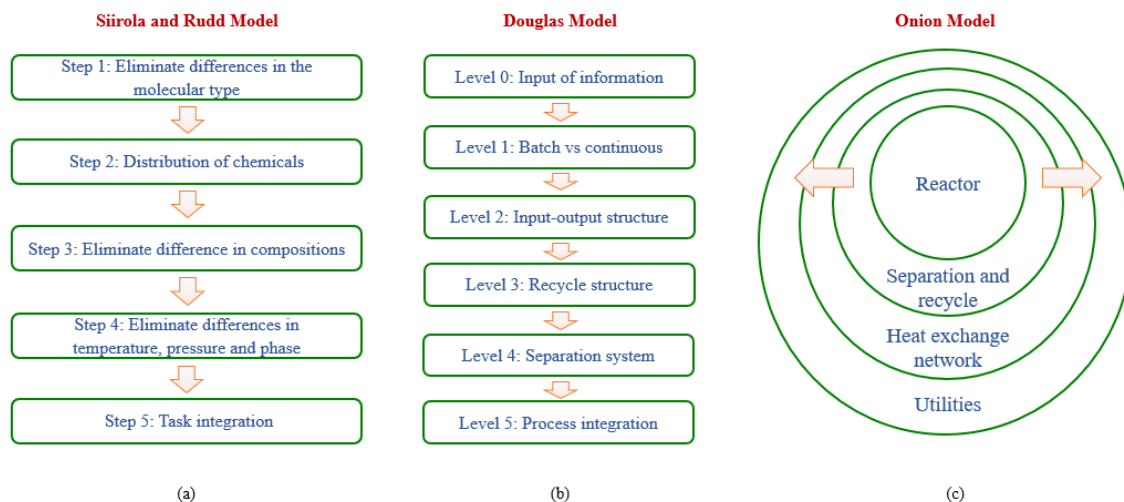 Siirola and Rudd Model
Step 1: Eliminate differences in the
molecular type
Step 2: Distribution of chemicals
Step 3: Eliminate difference in compositions
Step 4: Eliminate differences in
temperature, pressure and phase
Step 5: Task integration
(a)
Douglas Model
Level 0: Input of information
Level 1: Batch vs continuous
Level 2: Input-output structure
Level 3: Recycle structure
Level 4: Separation system
Level 5: Process integration
(b)
Onion Model
Reactor
Separation and
recycle
Heat exchange
network
Utilities
(c)